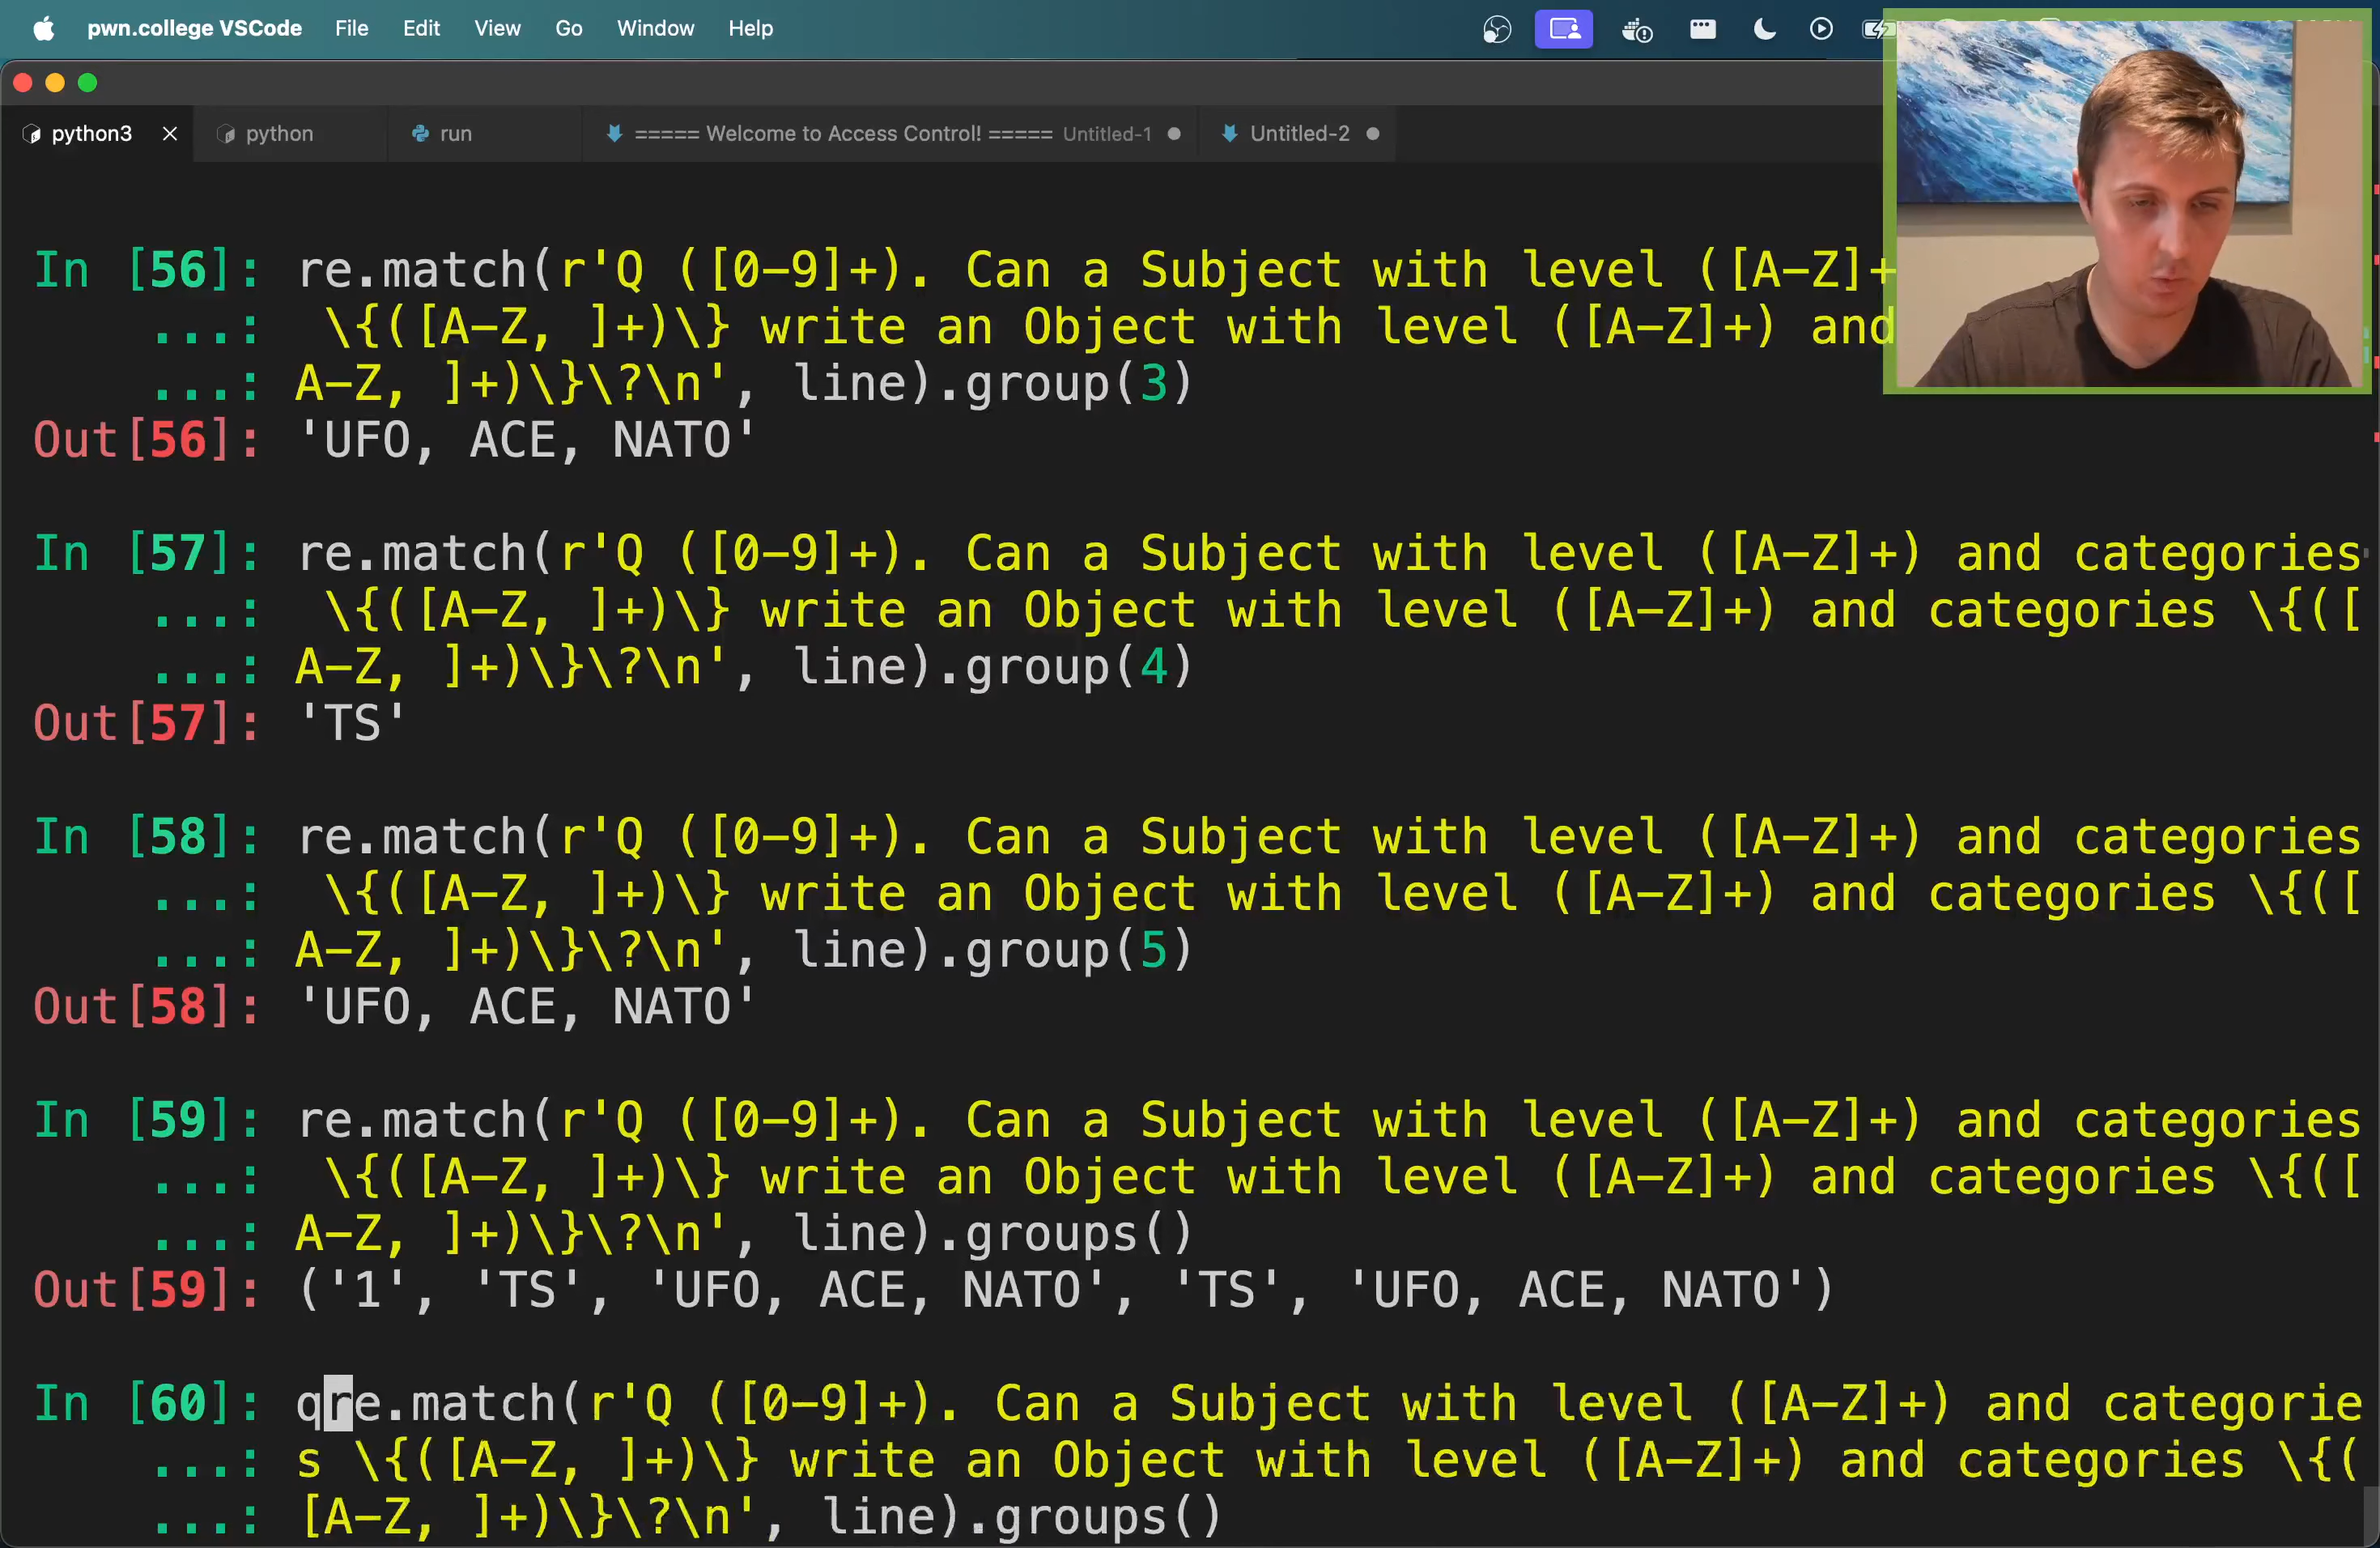 pwn.college VSCode File Edit View Go Window Help
python3 python run ===== Welcome to Access Control! ===== Untitled-1 Untitled-2
In [56]: re.match(r'Q ([0-9]+). Can a Subject with level ([A-Z]+
...: \{([A-Z, ]+)\} write an Object with level ([A-Z]+) and
...: A-Z, ]+)\}\?\n', line).group(3)
Out[56]: 'UFO, ACE, NATO'
In [57]: re.match(r'Q ([0-9]+). Can a Subject with level ([A-Z]+) and categories
...: \{([A-Z, ]+)\} write an Object with level ([A-Z]+) and categories \{([
...: A-Z, ]+)\}\?\n', line).group(4)
Out[57]: 'TS'
In [58]: re.match(r'Q ([0-9]+). Can a Subject with level ([A-Z]+) and categories
...: \{([A-Z, ]+)\} write an Object with level ([A-Z]+) and categories \{([
...: A-Z, ]+)\}\?\n', line).group(5)
Out[58]: 'UFO, ACE, NATO'
In [59]: re.match(r'Q ([0-9]+). Can a Subject with level ([A-Z]+) and categories
...: \{([A-Z, ]+)\} write an Object with level ([A-Z]+) and categories \{([
...: A-Z, ]+)\}\?\n', line).groups()
Out[59]: ('1', 'TS', 'UFO, ACE, NATO', 'TS', 'UFO, ACE, NATO')
In [60]: qre.match(r'Q ([0-9]+). Can a Subject with level ([A-Z]+) and categorie
...: s \{([A-Z, ]+)\} write an Object with level ([A-Z]+) and categories \{(
...: [A-Z, ]+)\}\?\n', line).groups()